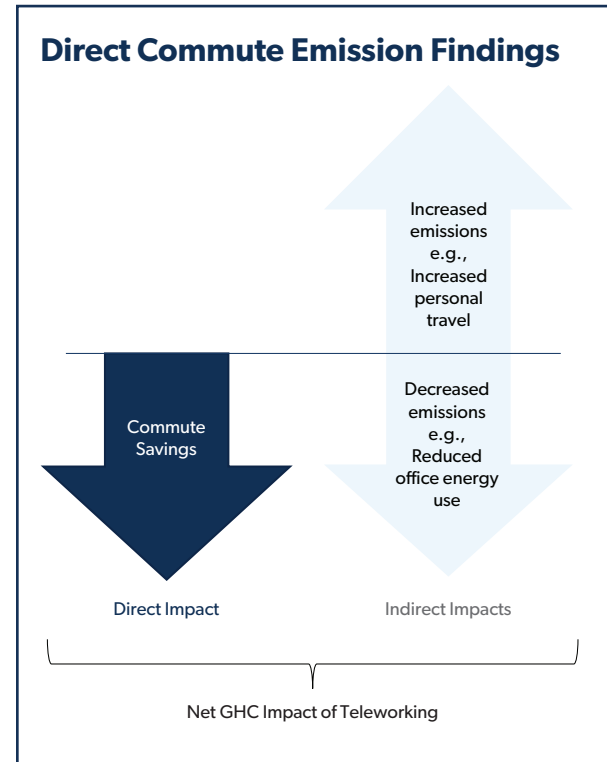 Direct Commute Emission Findings
Increased
emissions
e.g.,
Increased
personal
travel
Commute
Savings
Decreased
emissions
e.g.,
Reduced
office energy
use
Direct Impact
Indirect Impacts
Net GHC Impact of Teleworking